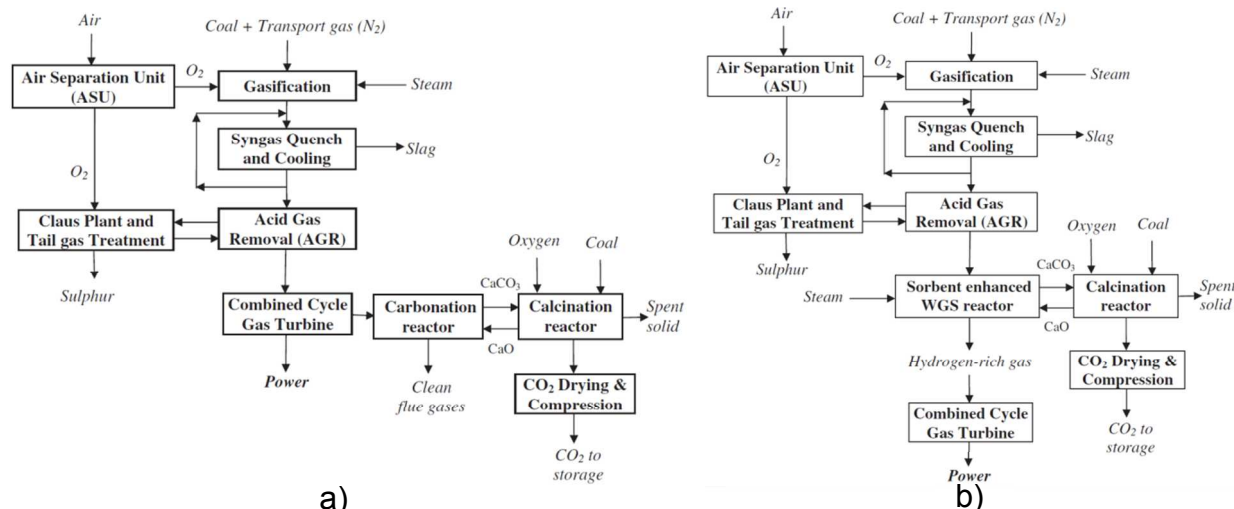 Air
Coal + Transport gas (N2)
O2
Air Separation Unit
(ASU)
Gasification
Steam
Syngas Quench
and Cooling
Slag
O2
Claus Plant and
Tail gas Treatment
Acid Gas
Removal (AGR)
Sulphur
Oxygen
Coal
CaCO3
Combined Cycle
Gas Turbine
Carbonation
reactor
Calcination
reactor
Spent
solid
CaO
Power
Clean
flue gases
CO2 Drying &
Compression
CO2 to
storage
a)
Air
Coal + Transport gas (N2)
O2
Air Separation Unit
(ASU)
Gasification
Steam
Syngas Quench
and Cooling
Slag
O2
Claus Plant and
Tail gas Treatment
Acid Gas
Removal (AGR)
Sulphur
Oxygen
Coal
CaCO3
Steam
Sorbent enhanced
WGS reactor
Calcination
reactor
Spent
solid
CaO
Hydrogen-rich gas
CO2 Drying &
Compression
Combined Cycle
Gas Turbine
CO2 to
storage
Power
b)